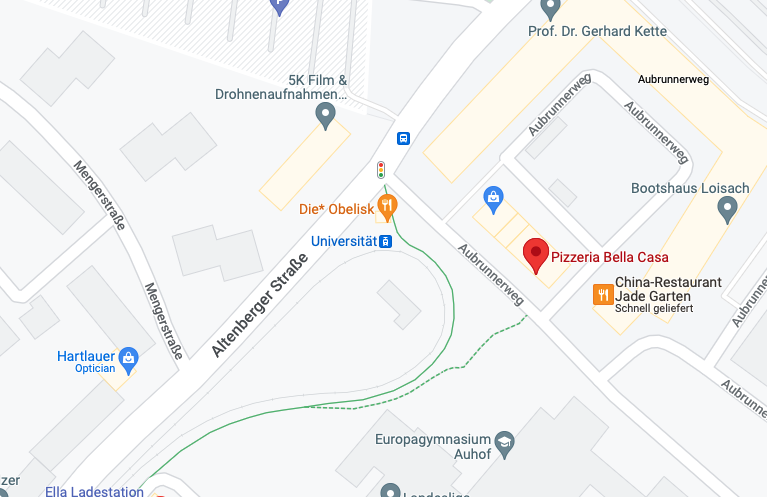 Prof. Dr. Gerhard Kette
5K Film &
Drohnenaufnahmen...
Aubrunnerweg
Aubrunnerweg
Aubrunnerweg
Mengerstraße
Bootshaus Loisach
Die* Obelisk
Universität
Pizzeria Bella Casa
Aubrunnerweg
China-Restaurant
Jade Garten
Schnell geliefert
Altenberger Straße
Mengerstraße
Hartlauer
Optician
Europagymnasium
Auhof
Ella Ladestation